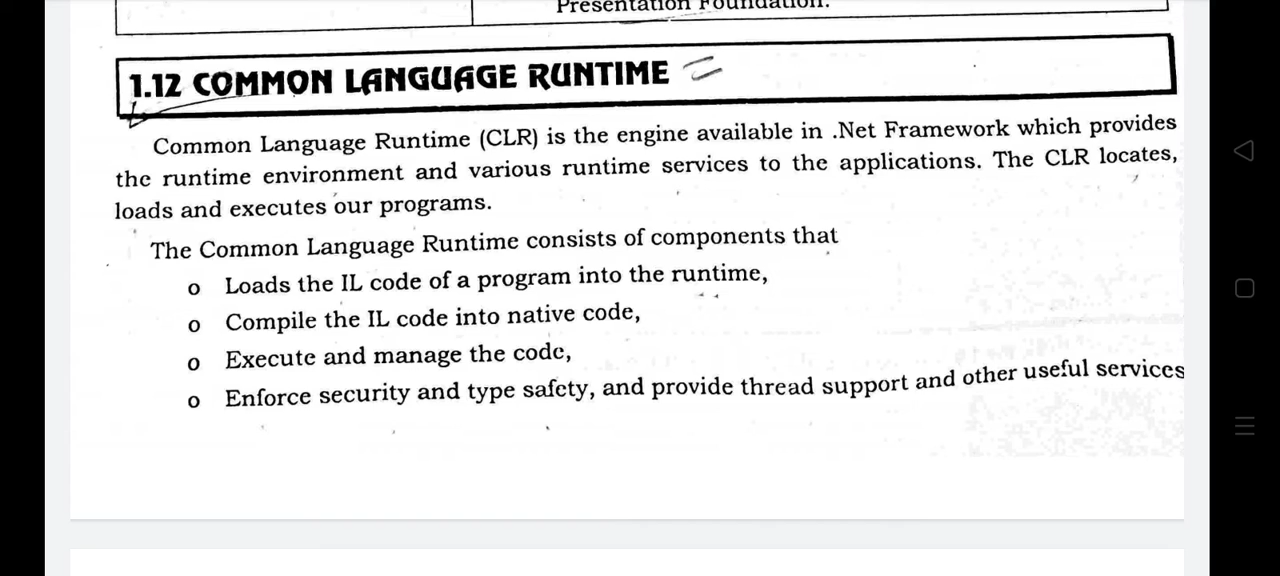 Presentation Foundation.
1.12 COMMON LANGUAGE RUNTIME
Common Language Runtime (CLR) is the engine available in .Net Framework which provides
the runtime environment and various runtime services to the applications. The CLR locates,
loads and executes our programs.
The Common Language Runtime consists of components that
o Loads the IL code of a program into the runtime,
o Compile the IL code into native code,
o Execute and manage the code,
o Enforce security and type safety, and provide thread support and other useful services